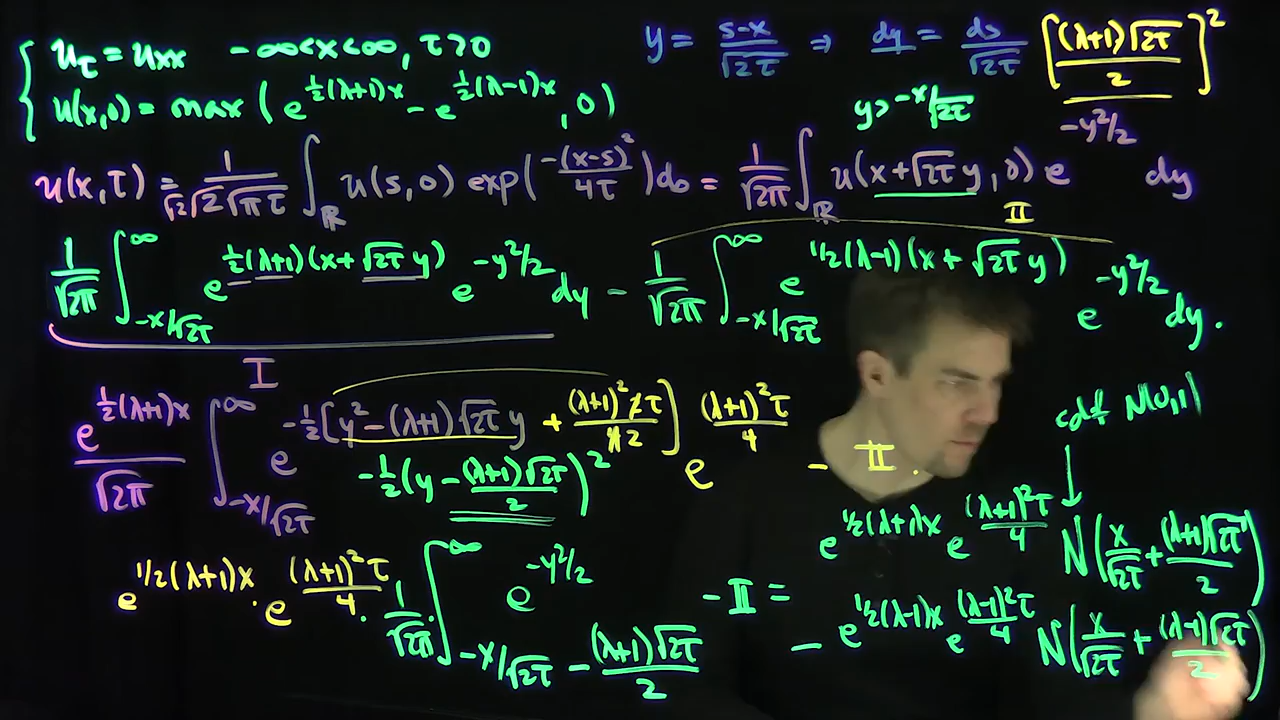 { u_τ = u_xx   -∞<x<∞, τ>0
u(x,0) = max ( e^{½(λ+1)x} - e^{½(λ-1)x}, 0 )
y = (s-x)/√2τ ⇒ dy = ds/√2τ   [ (λ+1)√2τ / 2 ]²
y > -x/√2τ
u(x,τ) = 1/(√2√2√πτ) ∫_ℝ u(s,0) exp( -(x-s)²/4τ ) ds = 1/√2π ∫_ℝ u(x+√2τ y, 0) e^{-y²/2} dy
II
1/√2π ∫_{-x/√2τ}^∞ e^{½(λ+1)(x+√2τ y)} e^{-y²/2} dy - 1/√2π ∫_{-x/√2τ}^∞ e^{1/2(λ-1)(x+√2τ y)} e^{-y²/2} dy.
I
e^{½(λ+1)x}/√2π ∫_{-x/√2τ}^∞ e^{-½[y² - (λ+1)√2τ y + (λ+1)²2τ/42]} e^{(λ+1)²τ/4} - II.
-½(y - (λ+1)√2τ/2)²
cdf N(0,1)
↓
e^{1/2(λ+1)x} · e^{(λ+1)²τ/4} · 1/√2π ∫_{-x/√2τ - (λ+1)√2τ/2}^∞ e^{-y²/2} - II = e^{1/2(λ+1)x} e^{(λ+1)²τ/4} N( x/√2τ + (λ+1)√2τ/2 )
- e^{1/2(λ-1)x} e^{(λ-1)²τ/4} N( x/√2τ + (λ-1)√2τ/2 )